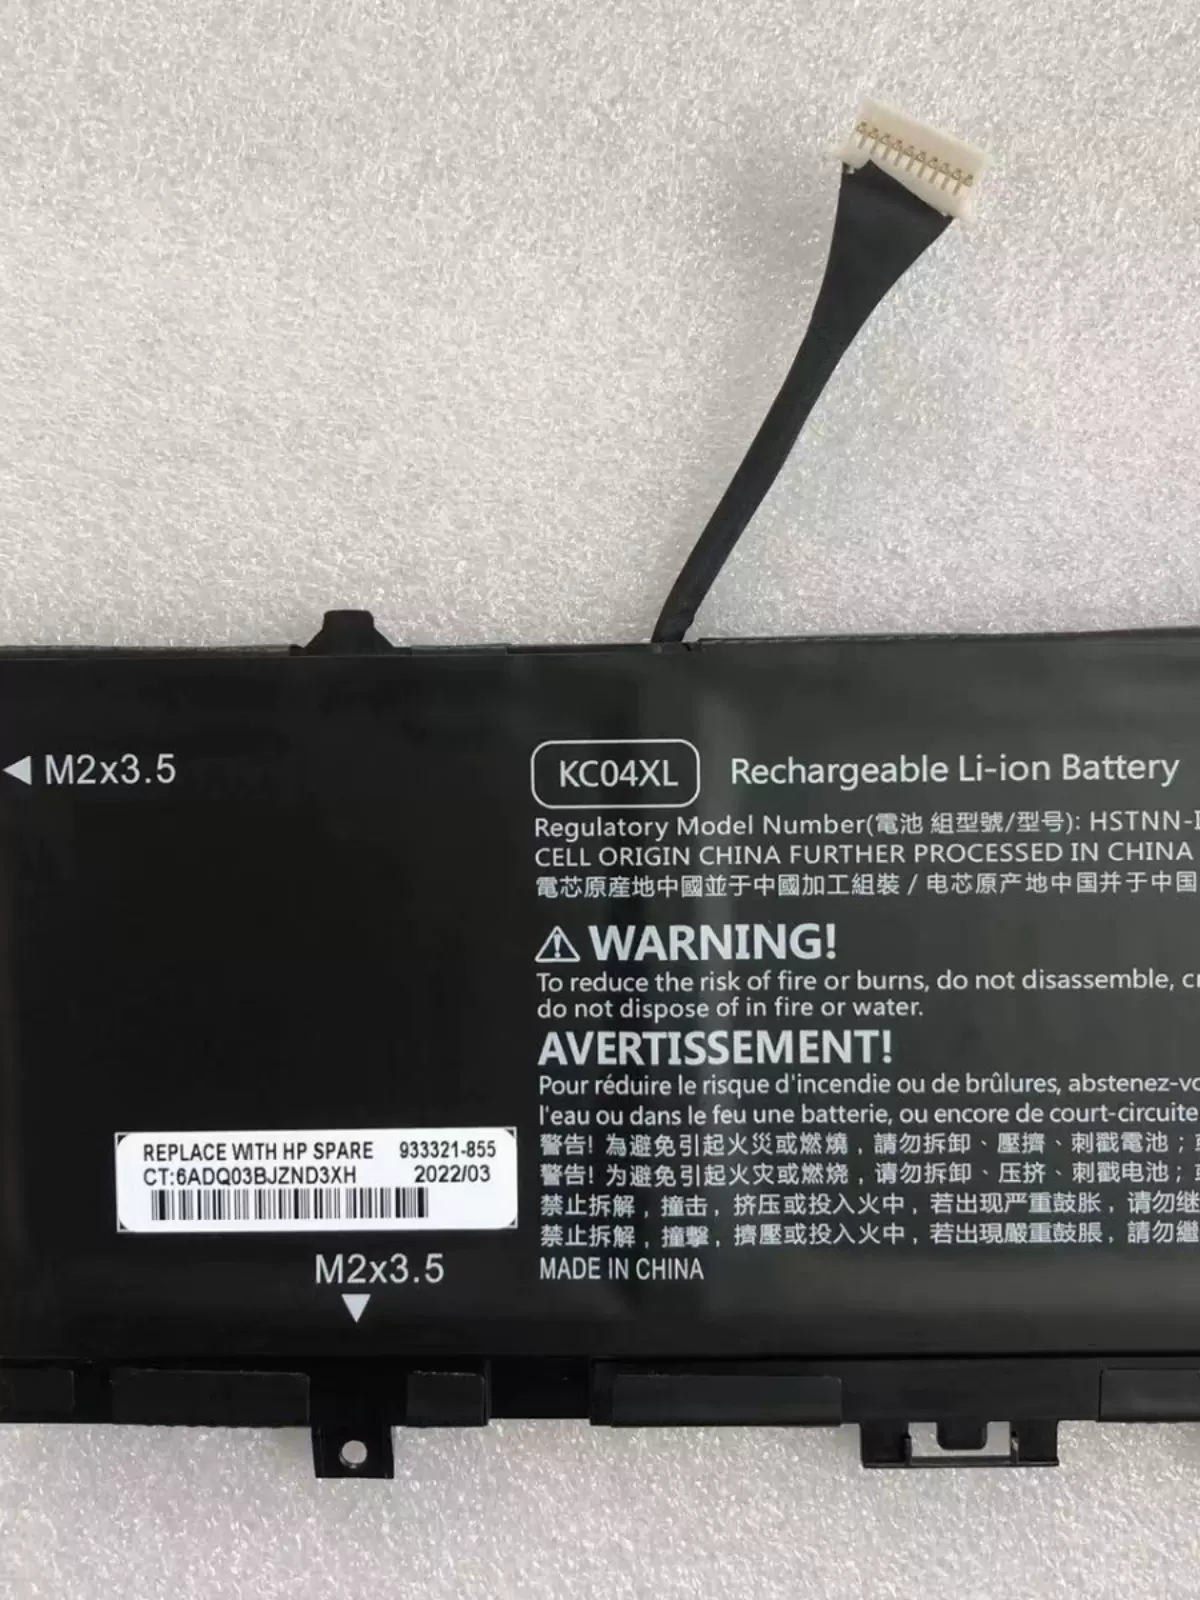 M2x3.5
KC04XL Rechargeable Li-ion Battery
Regulatory Model Number(電池 組型號/型号): HSTNN-I
CELL ORIGIN CHINA FURTHER PROCESSED IN CHINA
電芯原産地中國並于中國加工組裝 / 电芯原产地中国并于中国
WARNING!
To reduce the risk of fire or burns, do not disassemble, cr
do not dispose of in fire or water.
AVERTISSEMENT!
Pour réduire le risque d'incendie ou de brûlures, abstenez-vo
l'eau ou dans le feu une batterie, ou encore de court-circuite
警告! 為避免引起火災或燃燒，請勿拆卸、壓擠、刺戳電池；
警告! 为避免引起火灾或燃烧，请勿拆卸、压挤、刺戳电池；
禁止拆解，撞击，挤压或投入火中，若出现严重鼓胀，请勿继
禁止拆解，撞擊，擠壓或投入火中，若出現嚴重鼓脹，請勿繼
MADE IN CHINA
REPLACE WITH HP SPARE 933321-855
CT:6ADQ03BJZND3XH 2022/03
M2x3.5